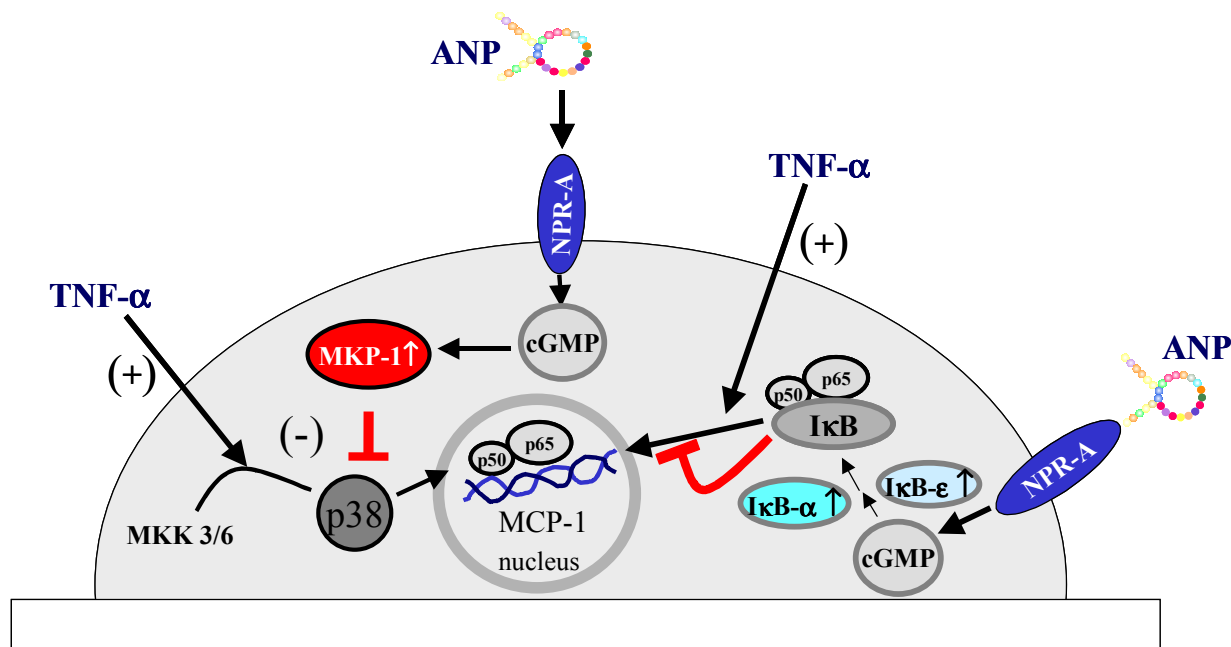 ANP
NPR-A
TNF-α
(+)
TNF-α
(+)
cGMP
MKP-1↑
(-)
ANP
p50
p65
IκB
p50
p65
NPR-A
IκB-ε ↑
IκB-α ↑
p38
MKK 3/6
MCP-1
nucleus
cGMP